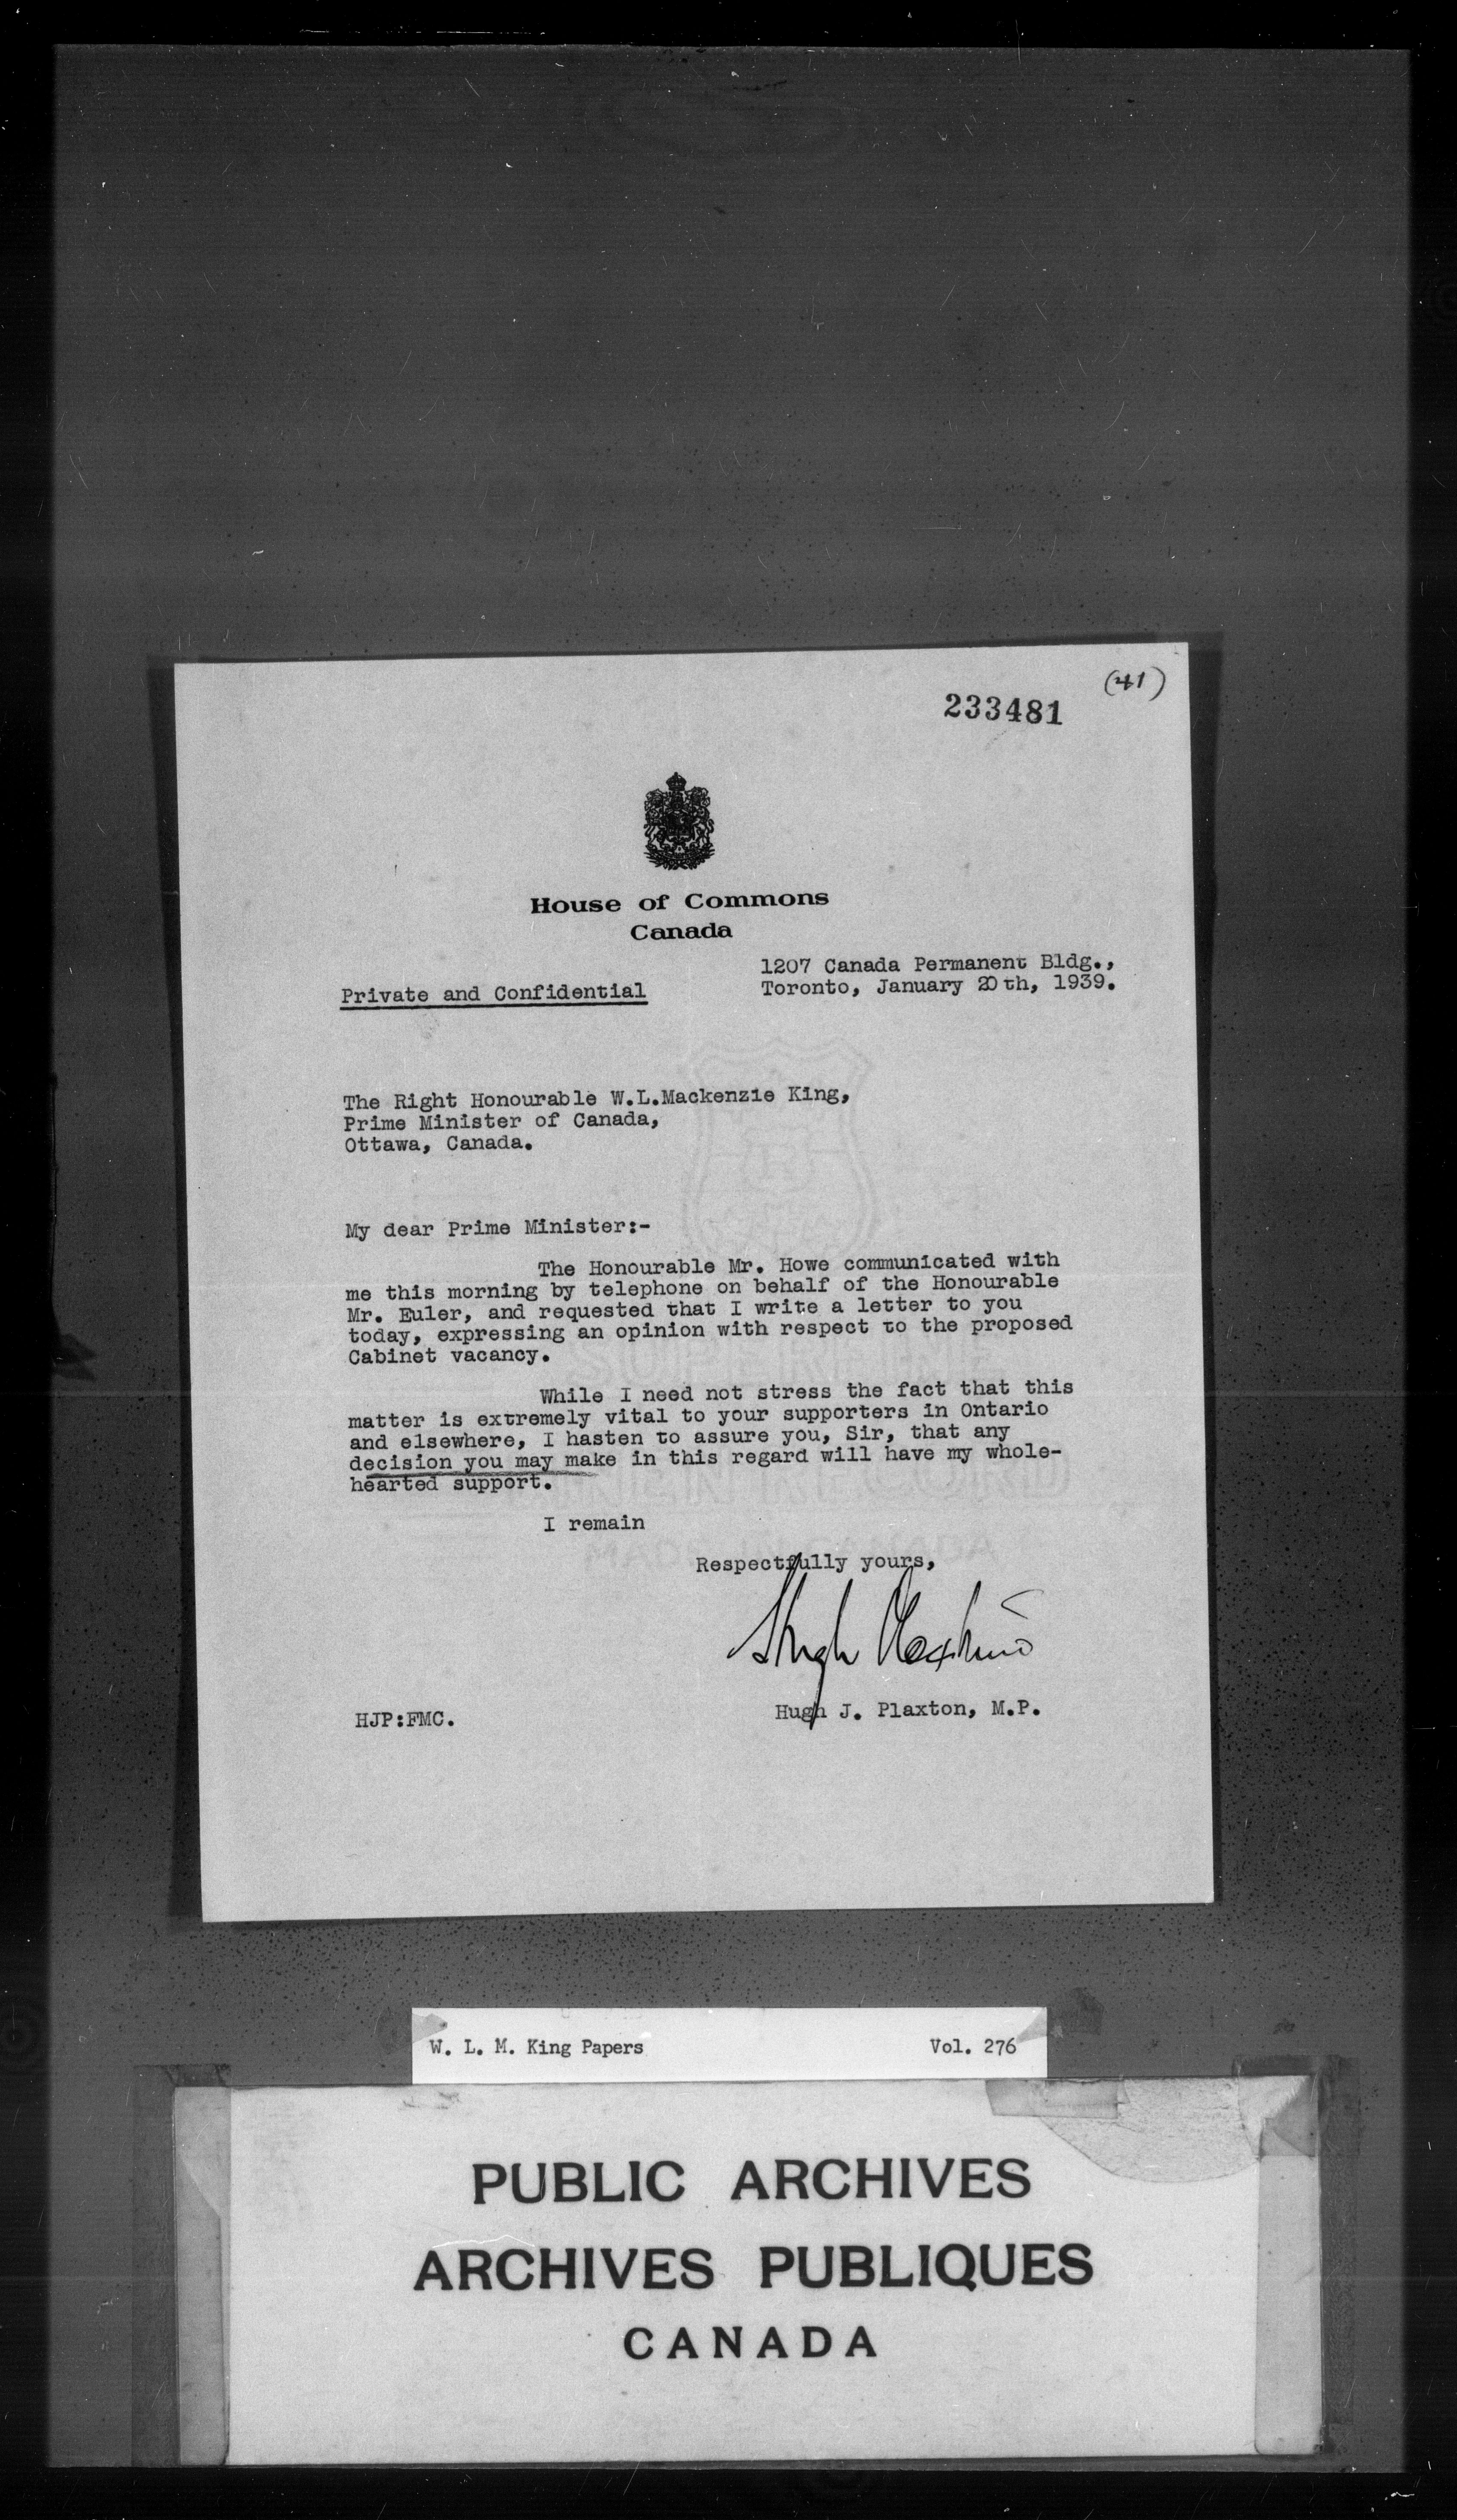 (41)
233481
House of Commons
Canada
1207 Canada Permanent Bldg.,
Private and Confidential
Toronto, January 20th, 1939.
The Right Honourable W.L.Mackenzie King,
Prime Minister of Canada,
Ottawa, Canada.
My dear Prime Minister:-
The Honourable Mr. Howe communicated with
me this morning by telephone on behalf of the Honourable
Mr. Euler, and requested that I write a letter to you
today, expressing an opinion with respect to the proposed
Cabinet vacancy.
While I need not stress the fact that this
matter is extremely vital to your supporters in Ontario
and elsewhere, I hasten to assure you, Sir, that any
decision you may make in this regard will have my whole-
hearted support.
I remain
Respectfully yours,
Hugh Plaxton
Hugh J. Plaxton, M.P.
HJP:FMC.
W. L. M. King Papers Vol. 276
PUBLIC ARCHIVES
ARCHIVES PUBLIQUES
CANADA